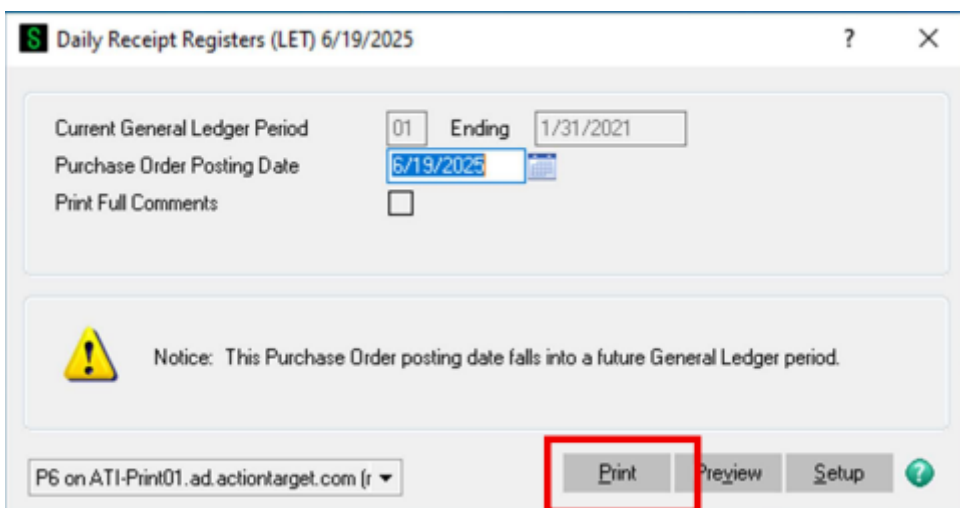 S Daily Receipt Registers (LET) 6/19/2025 ?
Current General Ledger Period 01 Ending 1/31/2021
Purchase Order Posting Date 6/19/2025
Print Full Comments
Notice: This Purchase Order posting date falls into a future General Ledger period.
P6 on ATI-Print01.ad.actiontarget.com (r Print Preview Setup ?